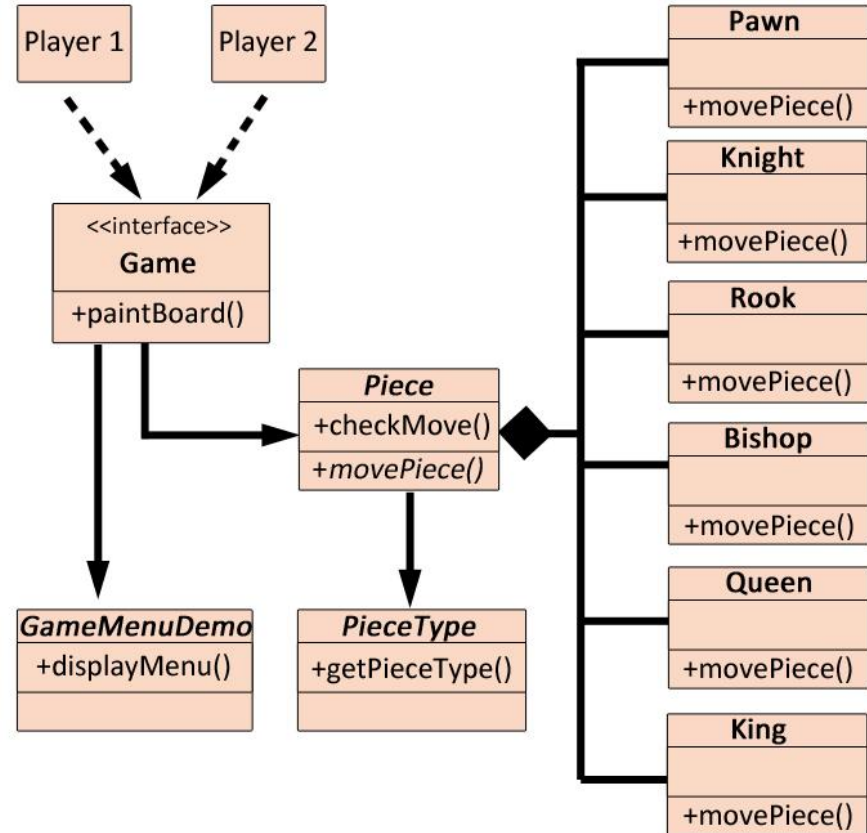 Player 1
Player 2
<<interface>>
Game
+paintBoard()
Piece
+checkMove()
+movePiece()
GameMenuDemo
+displayMenu()
PieceType
+getPieceType()
Pawn
+movePiece()
Knight
+movePiece()
Rook
+movePiece()
Bishop
+movePiece()
Queen
+movePiece()
King
+movePiece()